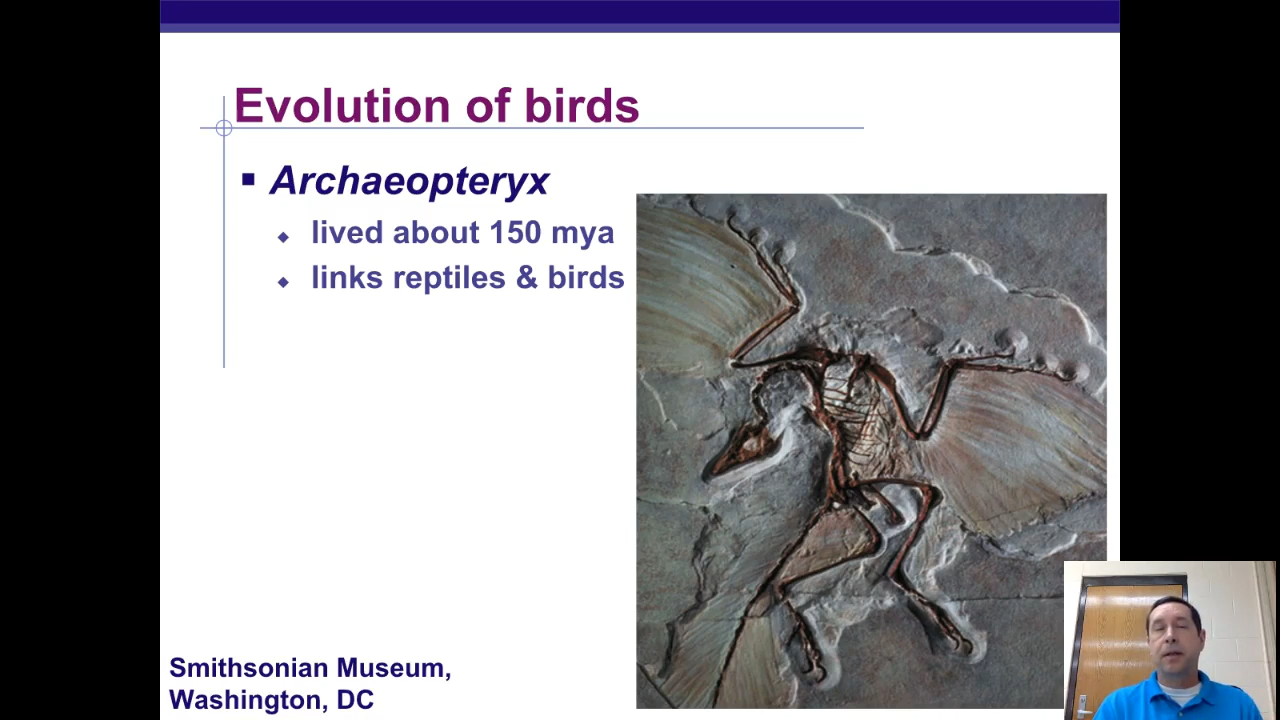 Evolution of birds
Archaeopteryx
lived about 150 mya
links reptiles & birds
Smithsonian Museum,
Washington, DC